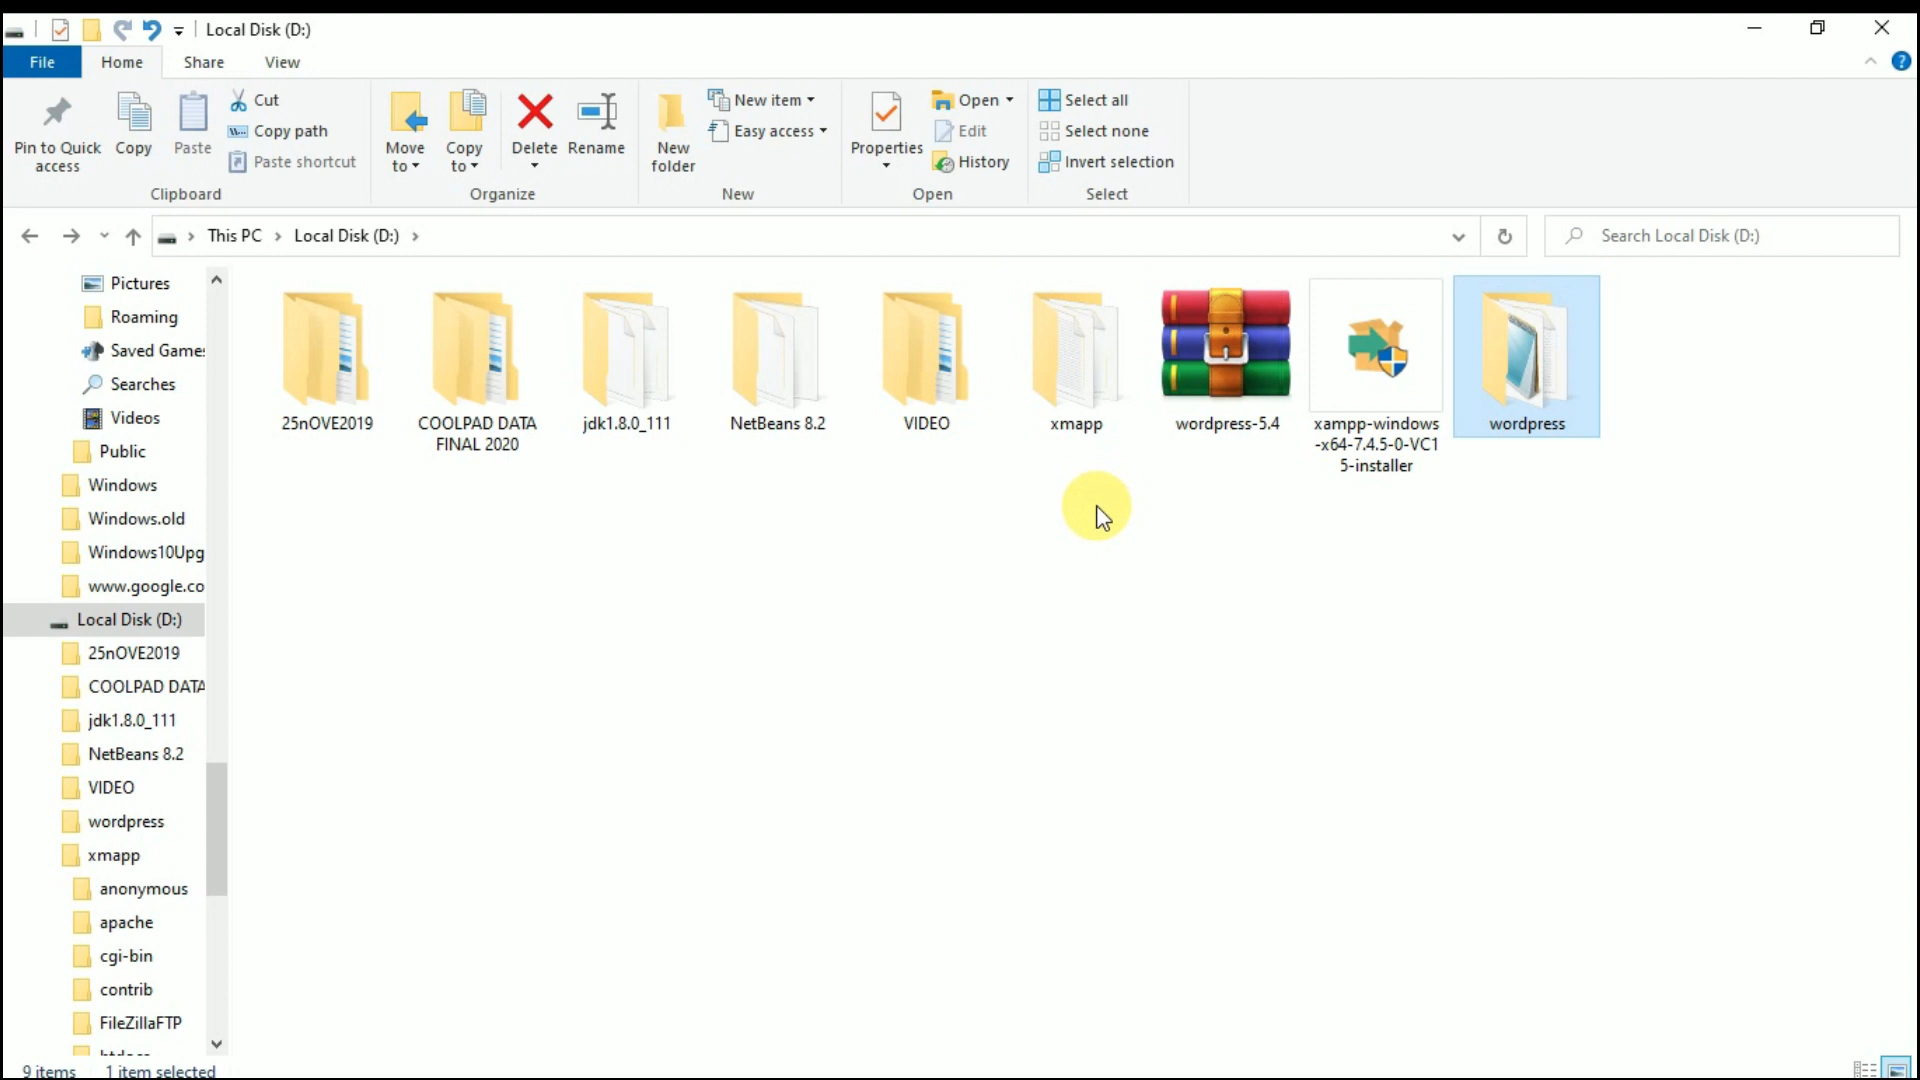 Local Disk (D:)
File Home Share View
Pin to Quick access
Copy
Paste
Cut
Copy path
Paste shortcut
Clipboard
Move to
Copy to
Delete
Rename
Organize
New folder
New item
Easy access
New
Properties
Open
Edit
History
Open
Select all
Select none
Invert selection
Select
This PC > Local Disk (D:) >
Search Local Disk (D:)
Pictures
Roaming
Saved Games
Searches
Videos
Public
Windows
Windows.old
Windows10Upg
www.google.co
Local Disk (D:)
25nOVE2019
COOLPAD DATA
jdk1.8.0_111
NetBeans 8.2
VIDEO
wordpress
xmapp
anonymous
apache
cgi-bin
contrib
FileZillaFTP
25nOVE2019
COOLPAD DATA
FINAL 2020
jdk1.8.0_111
NetBeans 8.2
VIDEO
xmapp
wordpress-5.4
xampp-windows
-x64-7.4.5-0-VC1
5-installer
wordpress
9 items 1 item selected